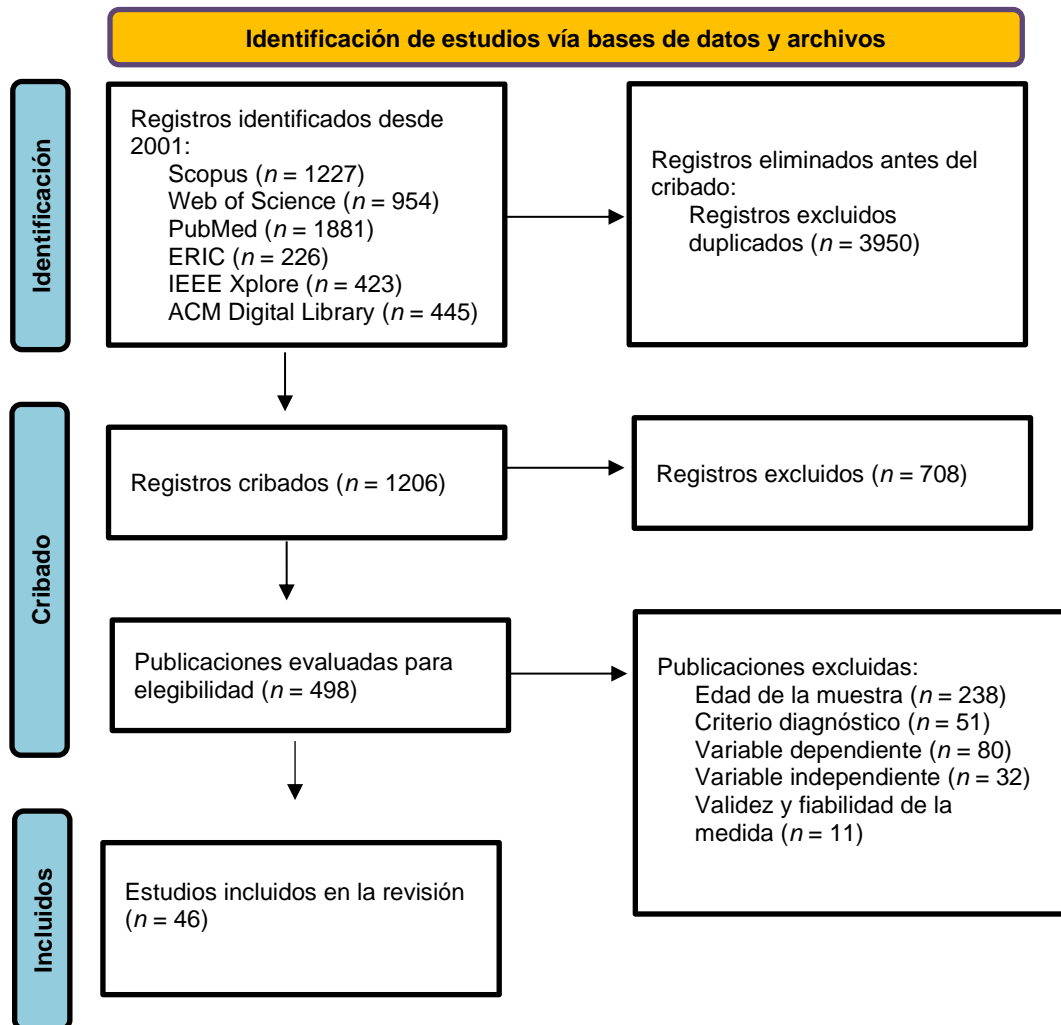 Identificación de estudios vía bases de datos y archivos
Identificación
Registros identificados desde
2001:
Scopus (n = 1227)
Web of Science (n = 954)
PubMed (n = 1881)
ERIC (n = 226)
IEEE Xplore (n = 423)
ACM Digital Library (n = 445)
Registros eliminados antes del
cribado:
Registros excluidos
duplicados (n = 3950)
Cribado
Registros cribados (n = 1206)
Registros excluidos (n = 708)
Publicaciones evaluadas para
elegibilidad (n = 498)
Publicaciones excluidas:
Edad de la muestra (n = 238)
Criterio diagnóstico (n = 51)
Variable dependiente (n = 80)
Variable independiente (n = 32)
Validez y fiabilidad de la
medida (n = 11)
Incluidos
Estudios incluidos en la revisión
(n = 46)